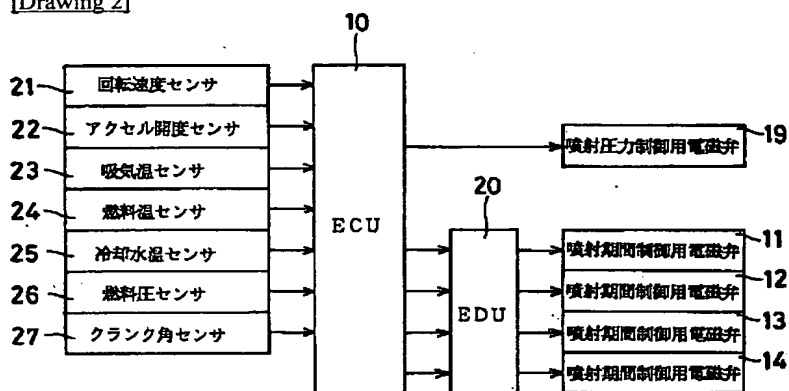 [Drawing 2]
10
21 回転速度センサ
22 アクセル開度センサ
23 吸気温センサ
24 燃料温センサ
25 冷却水温センサ
26 燃料圧センサ
27 クランク角センサ
ECU
噴射圧力制御用電磁弁 19
20
EDU
噴射期間制御用電磁弁 11
噴射期間制御用電磁弁 12
噴射期間制御用電磁弁 13
噴射期間制御用電磁弁 14